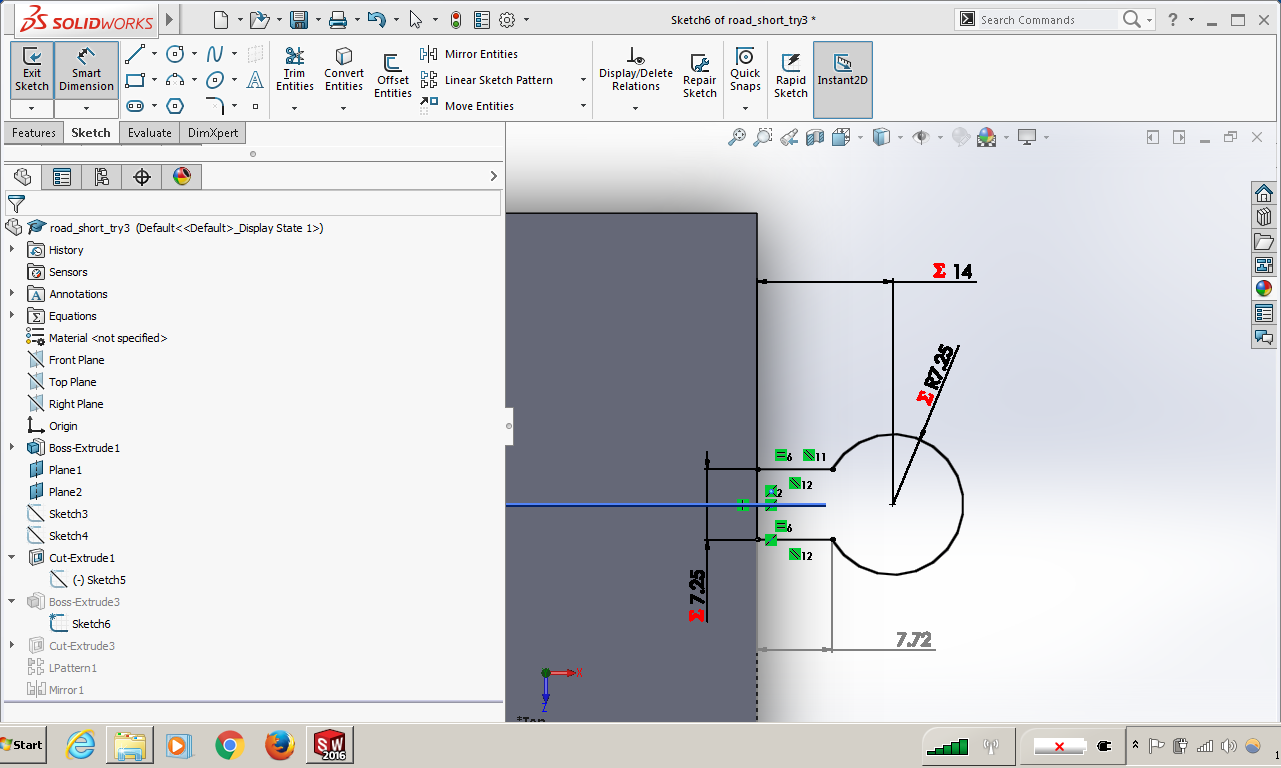 SOLIDWORKS
Sketch6 of road_short_try3 *
Search Commands
?
Exit Sketch
Smart Dimension
Trim Entities
Convert Entities
Offset Entities
Mirror Entities
Linear Sketch Pattern
Move Entities
Display/Delete Relations
Repair Sketch
Quick Snaps
Rapid Sketch
Instant2D
Features
Sketch
Evaluate
DimXpert
road_short_try3 (Default<<Default>_Display State 1>)
History
Sensors
Annotations
Equations
Material <not specified>
Front Plane
Top Plane
Right Plane
Origin
Boss-Extrude1
Plane1
Plane2
Sketch3
Sketch4
Cut-Extrude1
(-) Sketch5
Boss-Extrude3
Sketch6
Cut-Extrude3
LPattern1
Mirror1
Σ 14
Σ R7.25
6
11
12
2
6
12
Σ 7.25
7.72
X
Z
*Top
Start
SW
2016